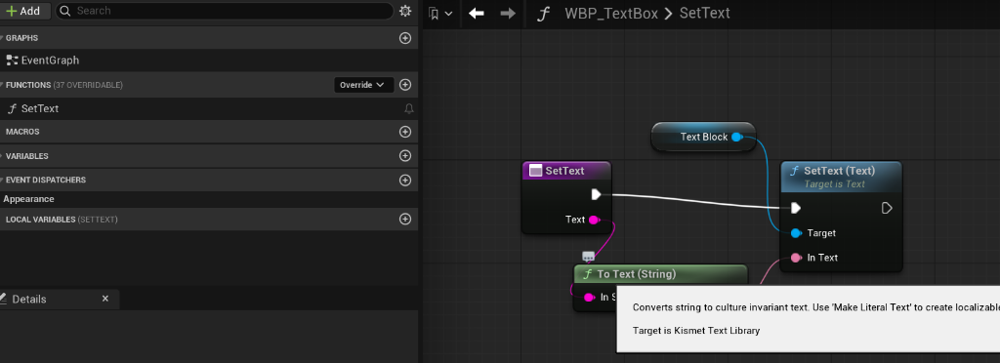 + Add
Search
WBP_TextBox > SetText
GRAPHS
EventGraph
FUNCTIONS (37 OVERRIDABLE)
Override
SetText
MACROS
VARIABLES
EVENT DISPATCHERS
Appearance
LOCAL VARIABLES (SETTEXT)
Details
Text Block
SetText
Text
SetText (Text)
Target is Text
Target
In Text
To Text (String)
In S
Converts string to culture invariant text. Use 'Make Literal Text' to create localizable
Target is Kismet Text Library